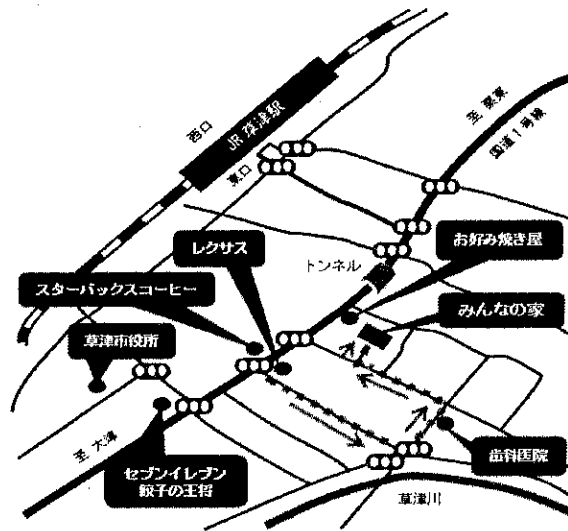 西口
JR 草津駅
東口
至 栗東
国道1号線
レクサス
トンネル
お好み焼き屋
スターバックスコーヒー
みんなの家
草津市役所
至 大津
セブンイレブン
餃子の王将
歯科医院
草津川